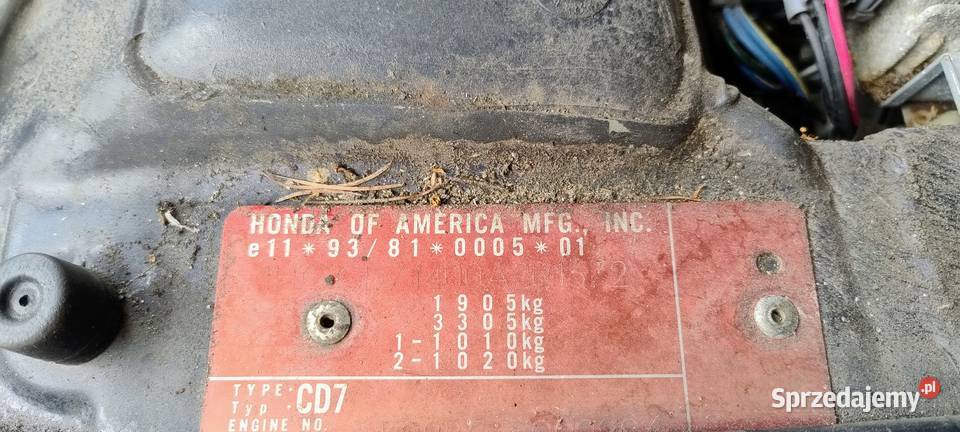 HONDA OF AMERICA MFG., INC.
e11*93/81*0005*01
1905kg
3305kg
1-1010kg
2-1020kg
TYPE·
Typ · CD7
ENGINE NO.
Sprzedajemy.pl